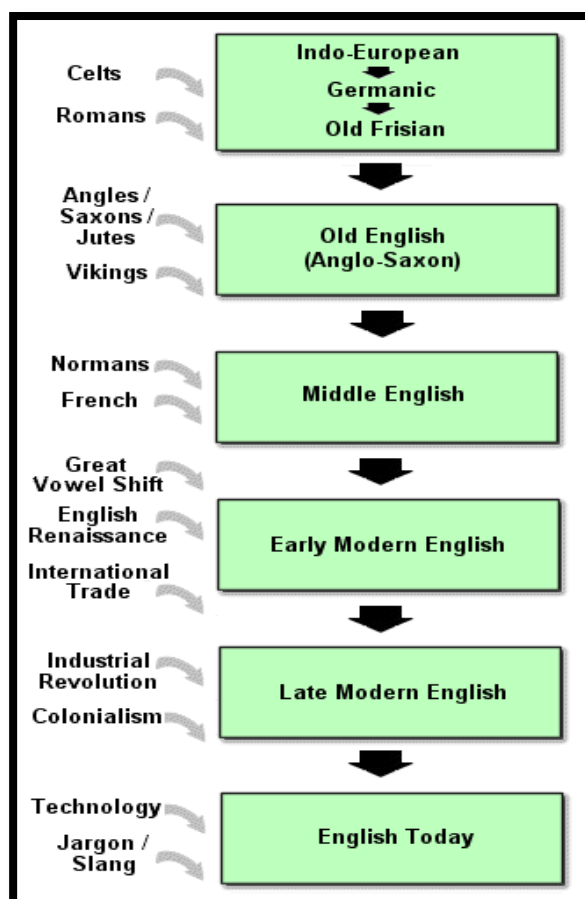 Indo-European
Celts
Germanic
Romans
Old Frisian
Angles /
Saxons /
Jutes
Vikings
Old English
(Anglo-Saxon)
Normans
French
Middle English
Great
Vowel Shift
English
Renaissance
International
Trade
Early Modern English
Industrial
Revolution
Colonialism
Late Modern English
Technology
Jargon /
Slang
English Today